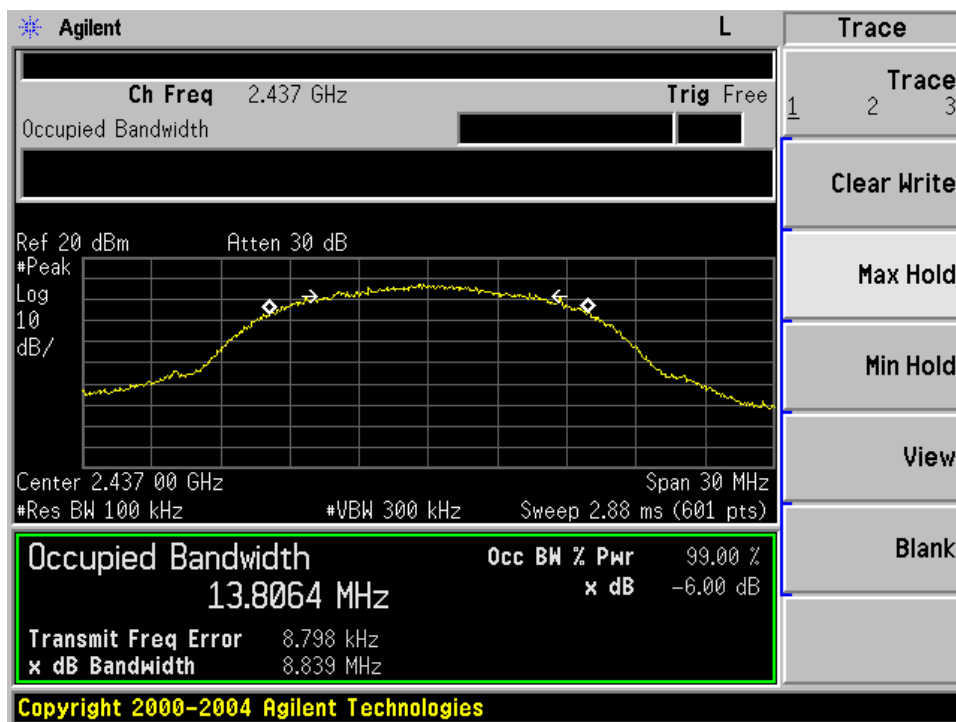 Agilent L Trace
Ch Freq 2.437 GHz Trig Free
Occupied Bandwidth
Trace
1 2 3
Clear Write
Ref 20 dBm Atten 30 dB
#Peak
Log
10
dB/
Max Hold
Min Hold
View
Center 2.437 00 GHz Span 30 MHz
#Res BW 100 kHz #VBW 300 kHz Sweep 2.88 ms (601 pts)
Occupied Bandwidth Occ BW % Pwr 99.00 %
13.8064 MHz x dB -6.00 dB
Blank
Transmit Freq Error 8.798 kHz
x dB Bandwidth 8.839 MHz
Copyright 2000-2004 Agilent Technologies